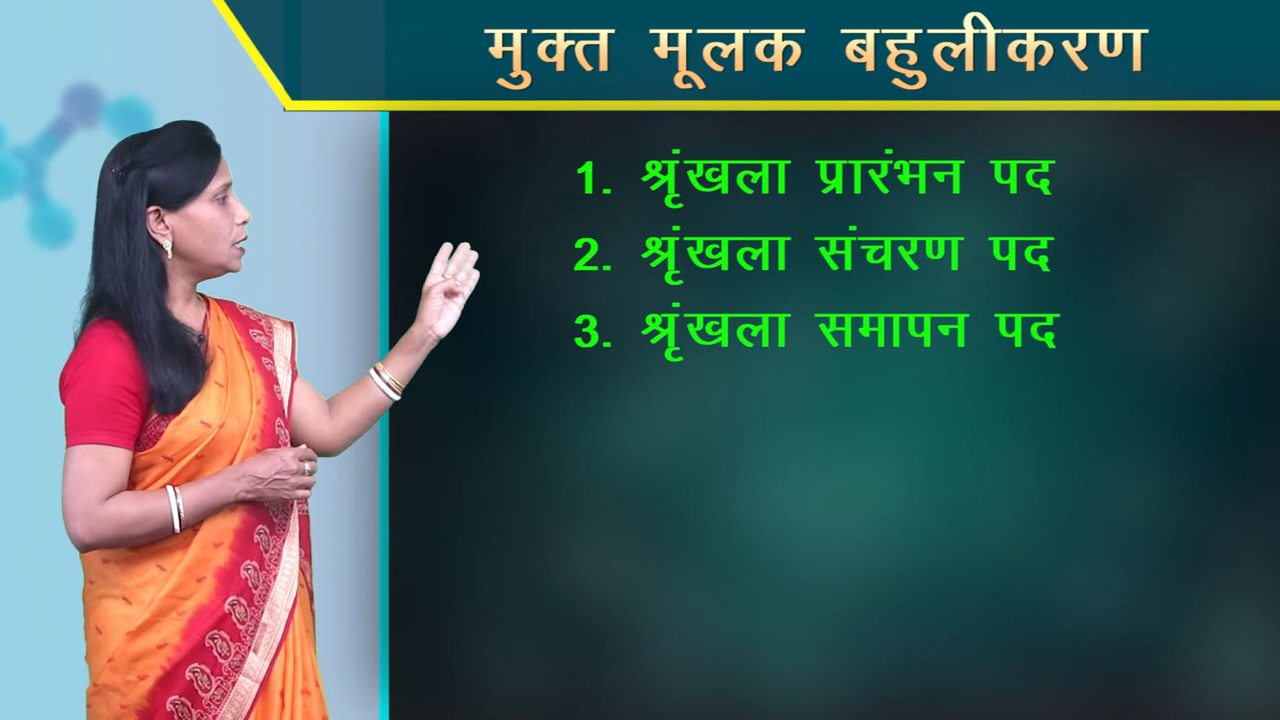 मुक्त मूलक बहुलीकरण
1. श्रृंखला प्रारंभन पद
2. श्रृंखला संचरण पद
3. श्रृंखला समापन पद